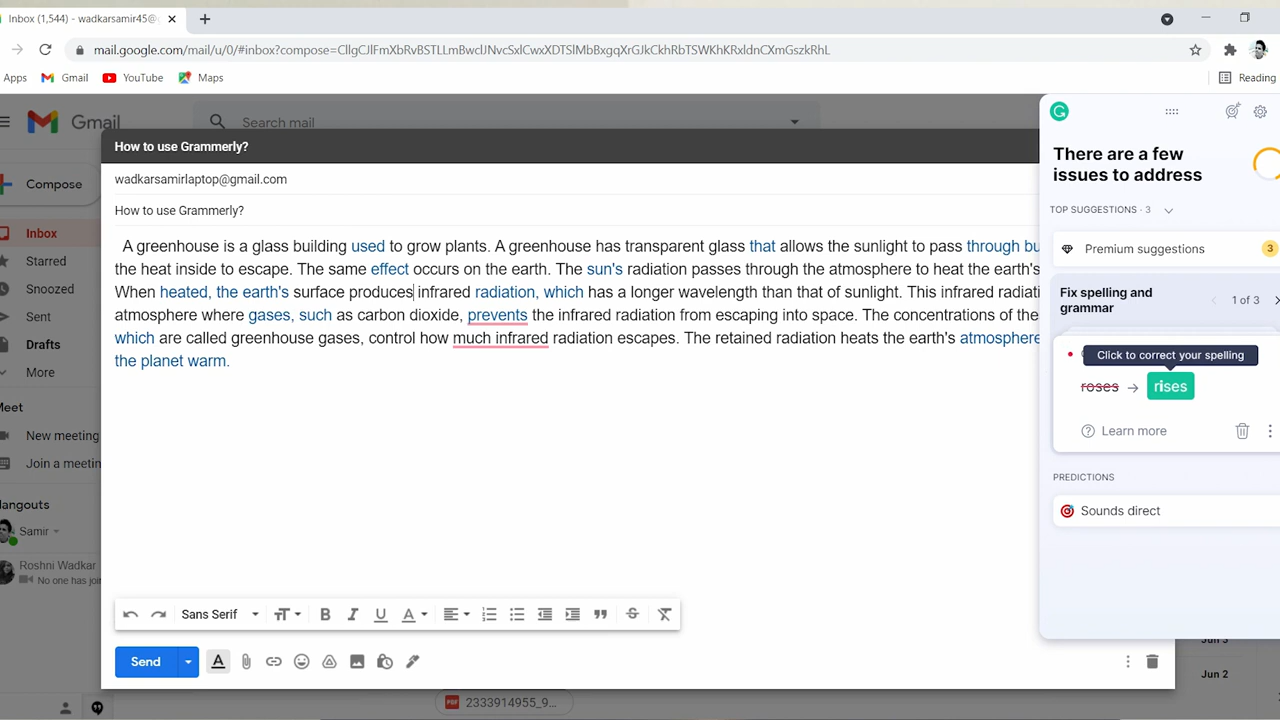 Inbox (1,544) - wadkarsamir45@
mail.google.com/mail/u/0/#inbox?compose=CllgCJlFmXbRvBSTLLmBwclJNvcSxlCwxXDTSlMbBxgqXrGJkCkhRbTSWKhKRxldnCXmGszkRhL
Apps Gmail YouTube Maps Reading
Gmail Search mail
How to use Grammerly?
wadkarsamirlaptop@gmail.com
How to use Grammerly?
A greenhouse is a glass building used to grow plants. A greenhouse has transparent glass that allows the sunlight to pass through bu
the heat inside to escape. The same effect occurs on the earth. The sun's radiation passes through the atmosphere to heat the earth's
When heated, the earth's surface produces infrared radiation, which has a longer wavelength than that of sunlight. This infrared radiati
atmosphere where gases, such as carbon dioxide, prevents the infrared radiation from escaping into space. The concentrations of the
which are called greenhouse gases, control how much infrared radiation escapes. The retained radiation heats the earth's atmosphere
the planet warm.
Compose
Inbox
Starred
Snoozed
Sent
Drafts
More
Meet
New meeting
Join a meetin
Hangouts
Samir
Roshni Wadkar
No one has joi
Sans Serif
Send
2333914955_9...
There are a few
issues to address
TOP SUGGESTIONS · 3
Premium suggestions 3
Fix spelling and
grammar
1 of 3
Click to correct your spelling
roses → rises
Learn more
PREDICTIONS
Sounds direct
Jun 3
Jun 2